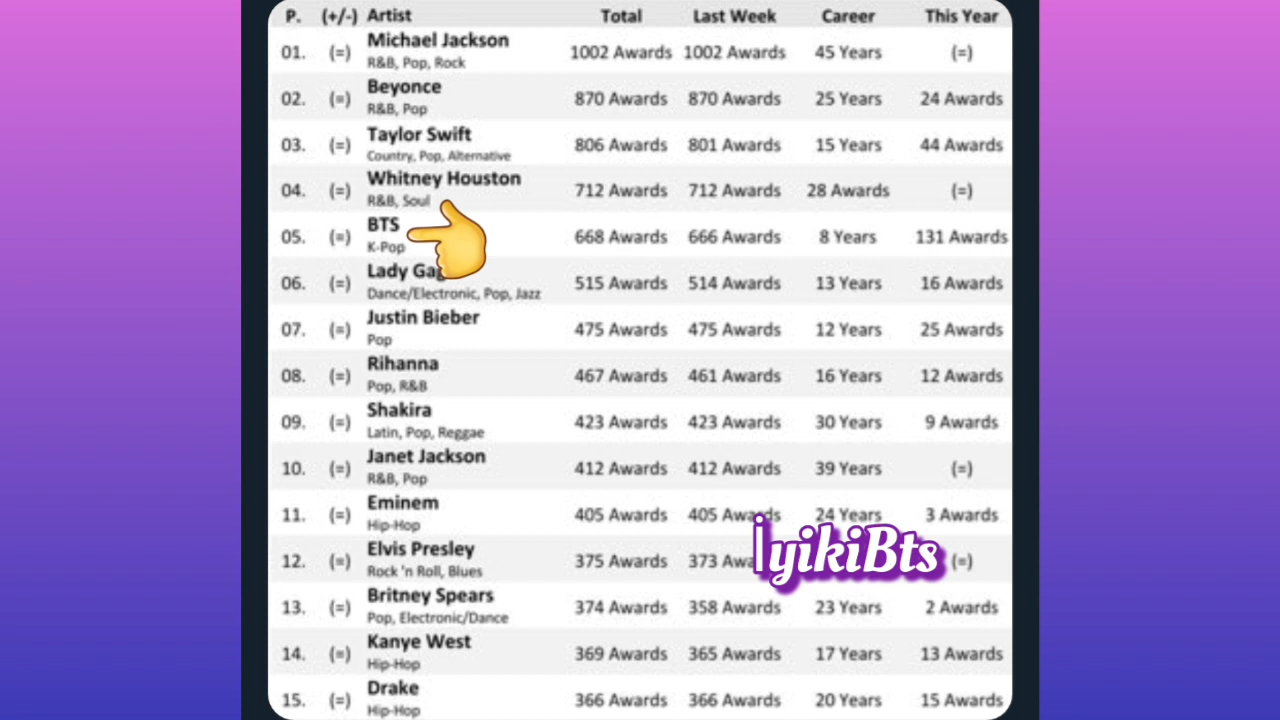 P. (+/-) Artist Total Last Week Career This Year
01. (=) Michael Jackson 1002 Awards 1002 Awards 45 Years (=)
R&B, Pop, Rock
02. (=) Beyonce 870 Awards 870 Awards 25 Years 24 Awards
R&B, Pop
03. (=) Taylor Swift 806 Awards 801 Awards 15 Years 44 Awards
Country, Pop, Alternative
04. (=) Whitney Houston 712 Awards 712 Awards 28 Awards (=)
R&B, Soul
05. (=) BTS 668 Awards 666 Awards 8 Years 131 Awards
K-Pop
06. (=) Lady Gag 515 Awards 514 Awards 13 Years 16 Awards
Dance/Electronic, Pop, Jazz
07. (=) Justin Bieber 475 Awards 475 Awards 12 Years 25 Awards
Pop
08. (=) Rihanna 467 Awards 461 Awards 16 Years 12 Awards
Pop, R&B
09. (=) Shakira 423 Awards 423 Awards 30 Years 9 Awards
Latin, Pop, Reggae
10. (=) Janet Jackson 412 Awards 412 Awards 39 Years (=)
R&B, Pop
11. (=) Eminem 405 Awards 405 Awards 24 Years 3 Awards
Hip-Hop
İyikiBts
12. (=) Elvis Presley 375 Awards 373 Awa (=)
Rock 'n Roll, Blues
13. (=) Britney Spears 374 Awards 358 Awards 23 Years 2 Awards
Pop, Electronic/Dance
14. (=) Kanye West 369 Awards 365 Awards 17 Years 13 Awards
Hip-Hop
15. (=) Drake 366 Awards 366 Awards 20 Years 15 Awards
Hip-Hop